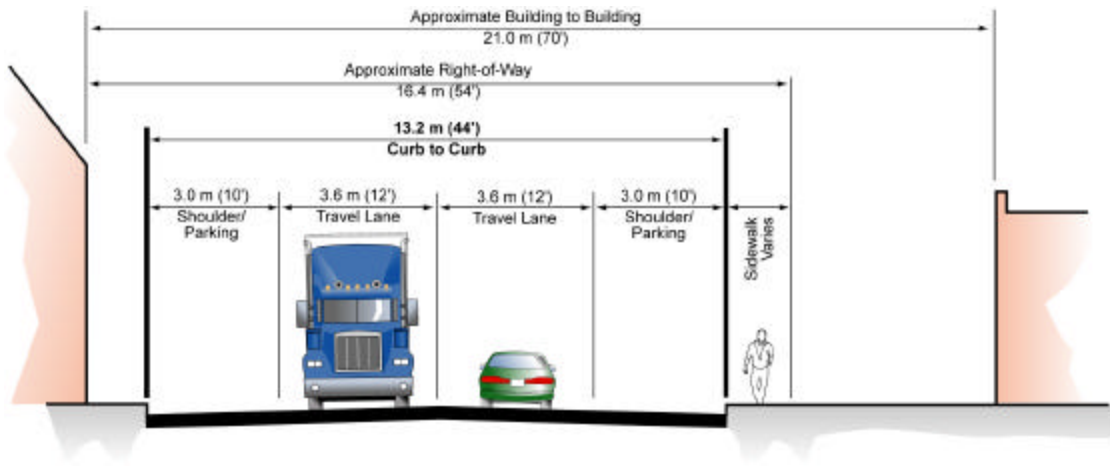 Approximate Building to Building
21.0 m (70')
Approximate Right-of-Way
16.4 m (54')
13.2 m (44')
Curb to Curb
3.0 m (10')
Shoulder/
Parking
3.6 m (12')
Travel Lane
3.6 m (12')
Travel Lane
3.0 m (10')
Shoulder/
Parking
Sidewalk
Varies